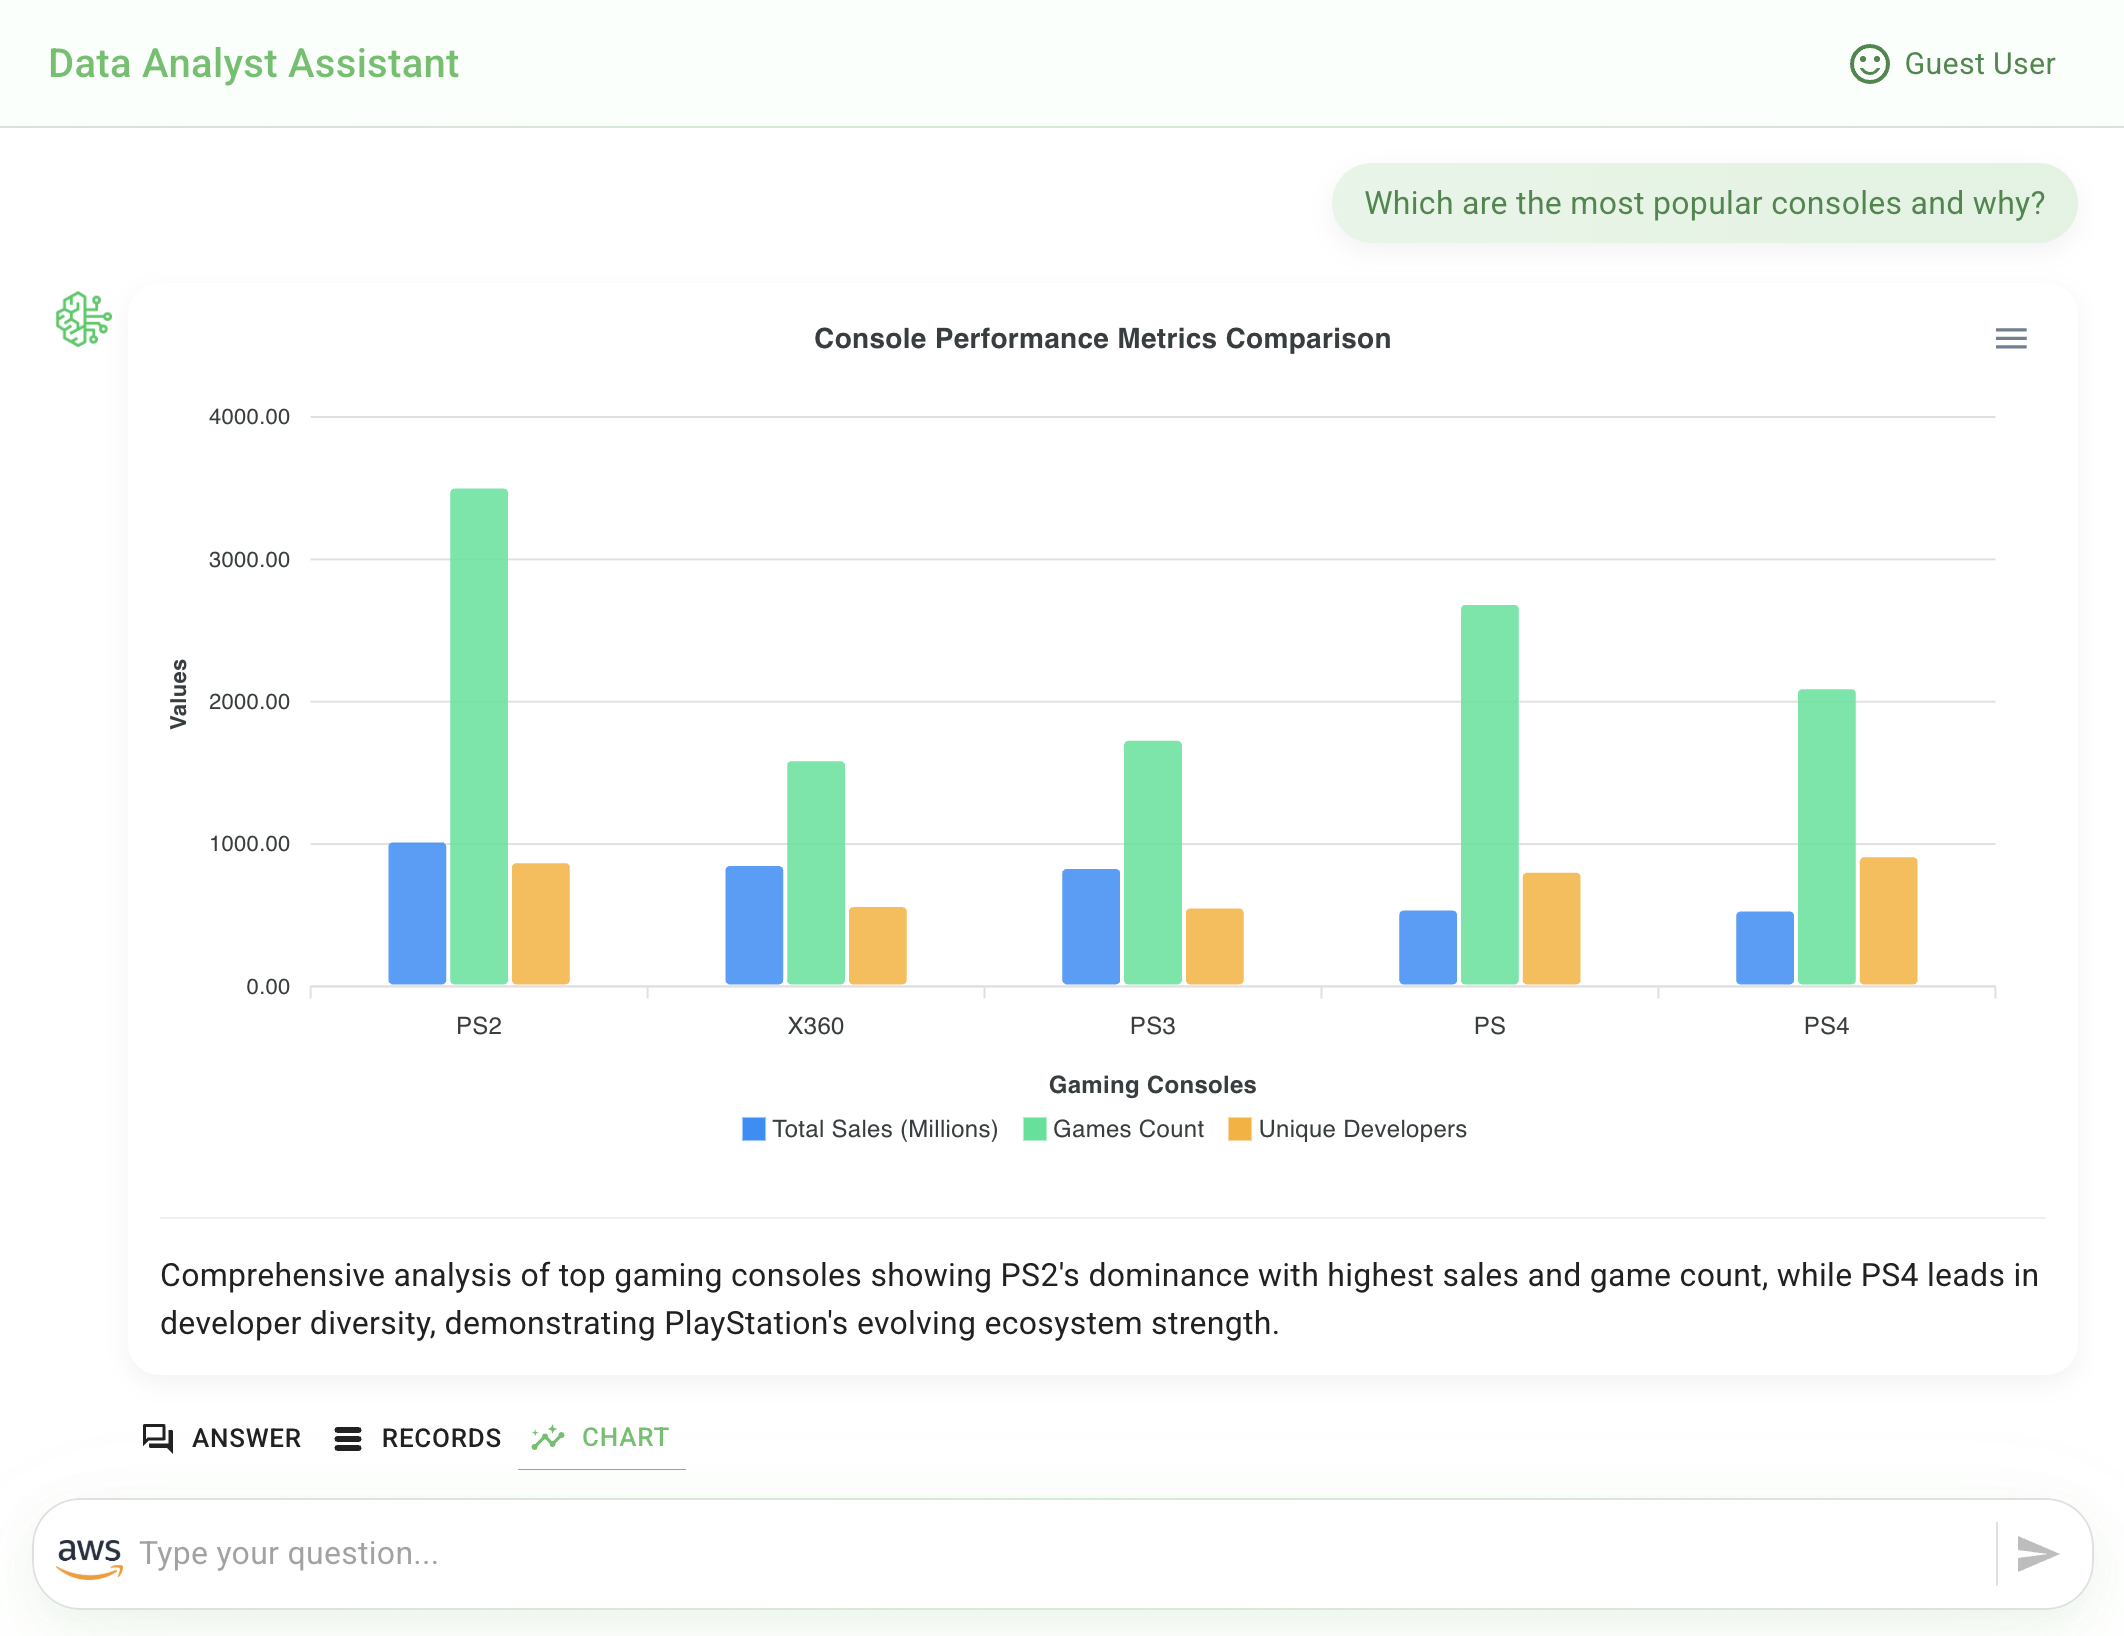 Data Analyst Assistant
Guest User
Which are the most popular consoles and why?
Console Performance Metrics Comparison
4000.00
3000.00
2000.00
1000.00
0.00
Values
PS2
X360
PS3
PS
PS4
Gaming Consoles
Total Sales (Millions) Games Count Unique Developers
Comprehensive analysis of top gaming consoles showing PS2's dominance with highest sales and game count, while PS4 leads in
developer diversity, demonstrating PlayStation's evolving ecosystem strength.
ANSWER RECORDS CHART
aws Type your question...